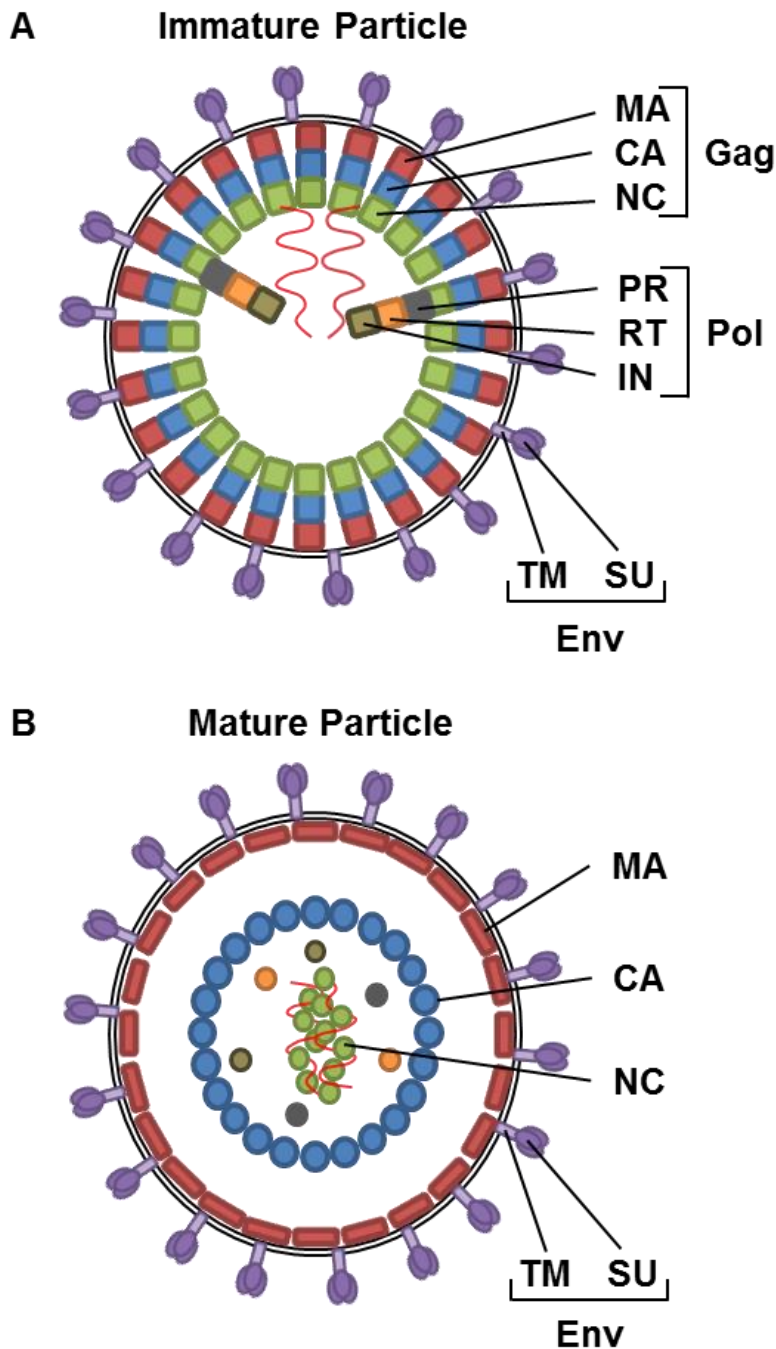 A Immature Particle
MA
CA
NC
Gag
PR
RT
IN
Pol
TM SU
Env
B Mature Particle
MA
CA
NC
TM SU
Env